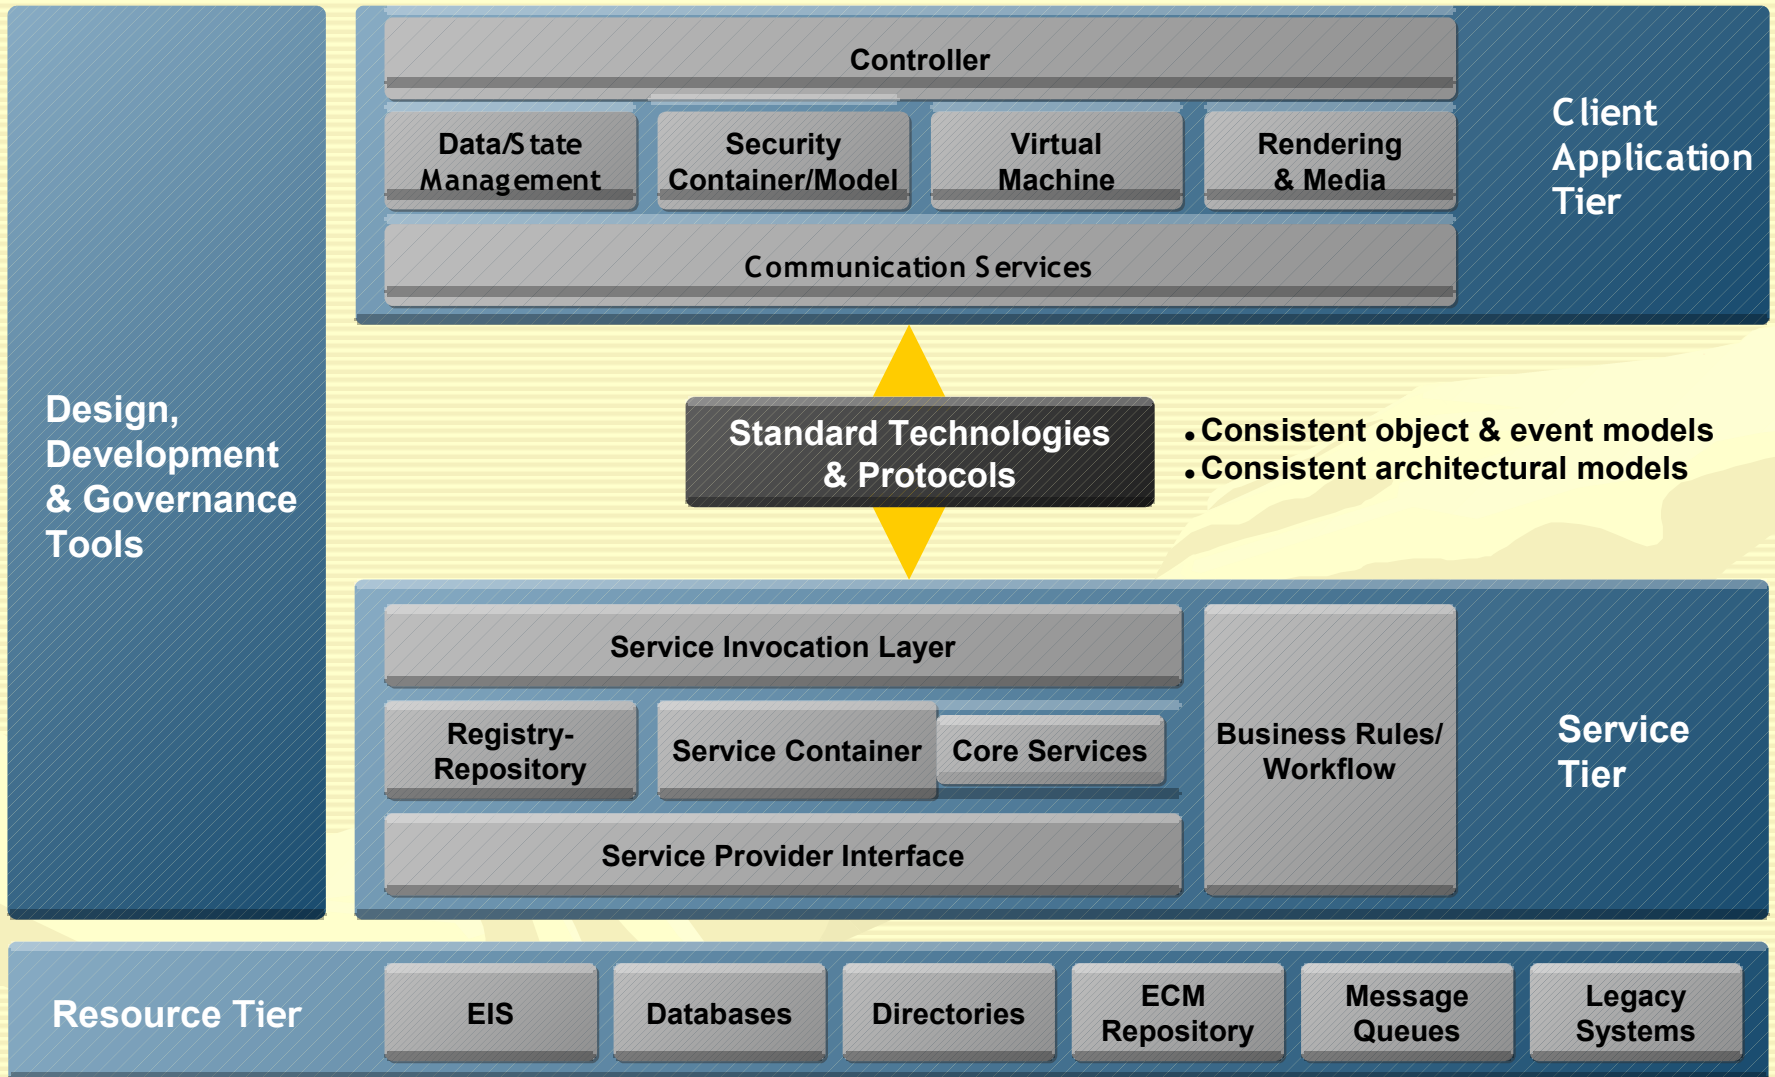 Controller
Data/State
Management
Security
Container/Model
Virtual
Machine
Rendering
& Media
Communication Services
Client
Application
Tier
Design,
Development
& Governance
Tools
Standard Technologies
& Protocols
• Consistent object & event models
• Consistent architectural models
Service Invocation Layer
Registry-
Repository
Service Container
Core Services
Service Provider Interface
Business Rules/
Workflow
Service
Tier
Resource Tier
EIS
Databases
Directories
ECM
Repository
Message
Queues
Legacy
Systems